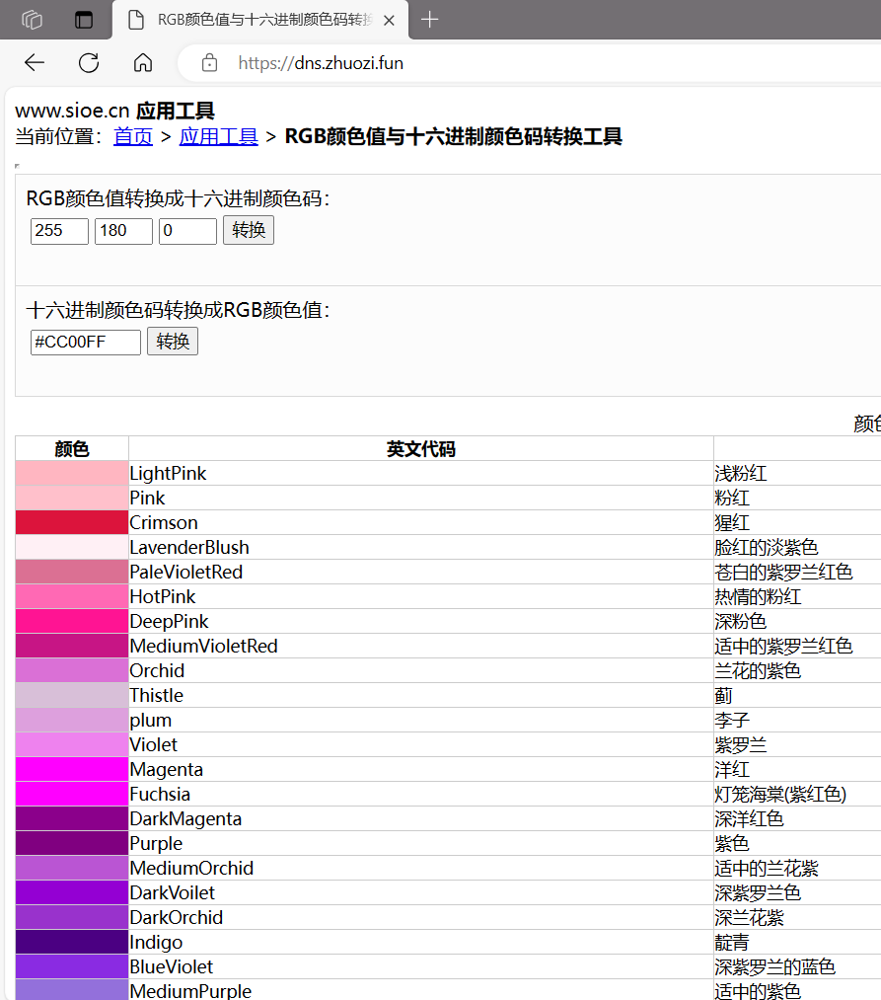 RGB颜色值与十六进制颜色码转换
https://dns.zhuozi.fun
www.sioe.cn 应用工具
当前位置：首页 > 应用工具 > RGB颜色值与十六进制颜色码转换工具
RGB颜色值转换成十六进制颜色码：
255 180 0 转换
十六进制颜色码转换成RGB颜色值：
#CC00FF 转换
颜色
颜色 英文代码
LightPink 浅粉红
Pink 粉红
Crimson 猩红
LavenderBlush 脸红的淡紫色
PaleVioletRed 苍白的紫罗兰红色
HotPink 热情的粉红
DeepPink 深粉色
MediumVioletRed 适中的紫罗兰红色
Orchid 兰花的紫色
Thistle 蓟
plum 李子
Violet 紫罗兰
Magenta 洋红
Fuchsia 灯笼海棠(紫红色)
DarkMagenta 深洋红色
Purple 紫色
MediumOrchid 适中的兰花紫
DarkVoilet 深紫罗兰色
DarkOrchid 深兰花紫
Indigo 靛青
BlueViolet 深紫罗兰的蓝色
MediumPurple 适中的紫色